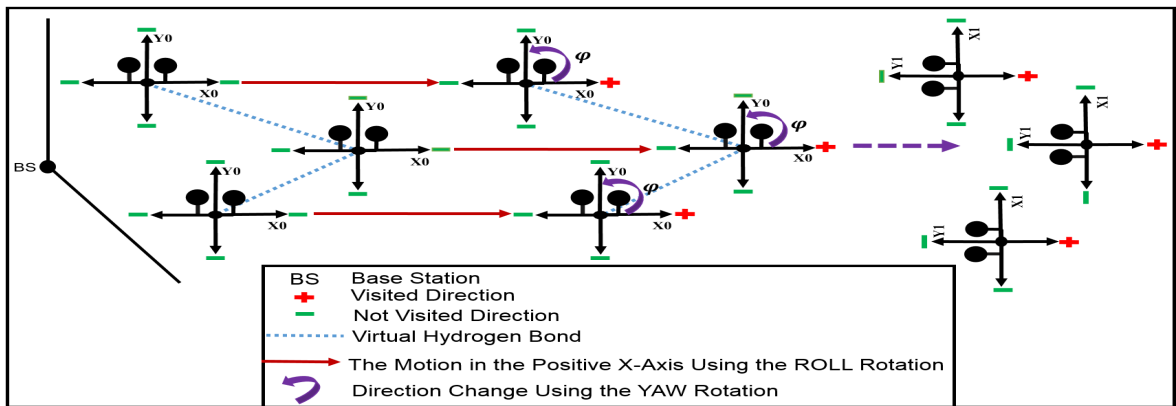 Y0
Y0
φ
X1
X0
X0
Y1
Y0
Y0
φ
X1
BS
X0
X0
Y1
Y0
Y0
φ
X1
X0
X0
Y1
BS Base Station
Visited Direction
Not Visited Direction
Virtual Hydrogen Bond
The Motion in the Positive X-Axis Using the ROLL Rotation
Direction Change Using the YAW Rotation